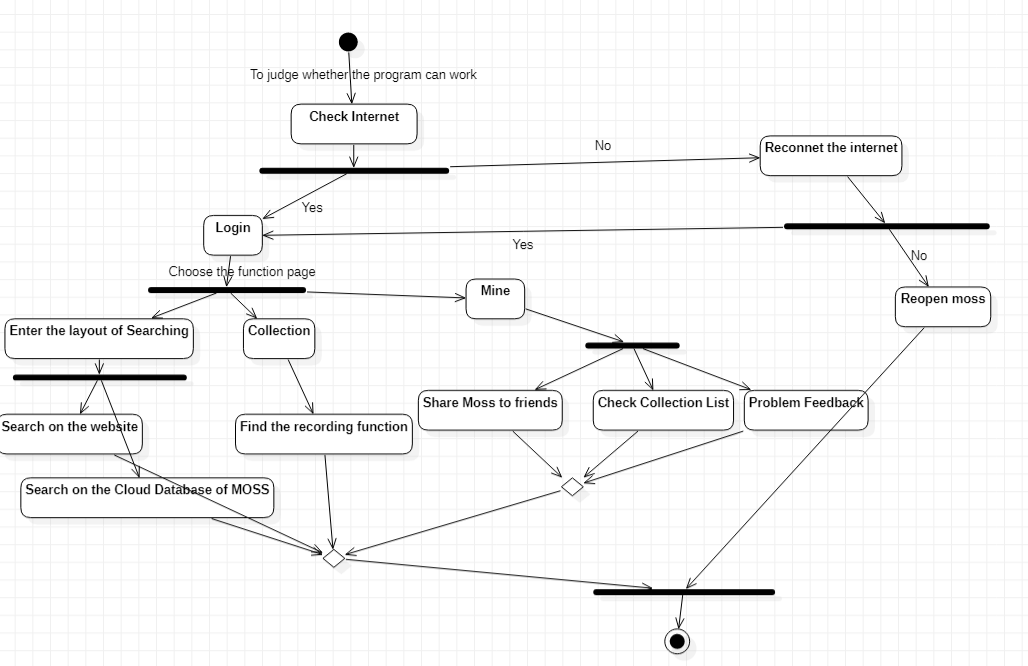 To judge whether the program can work
Check Internet
No
Reconnet the internet
Yes
Login
Yes
No
Choose the function page
Mine
Reopen moss
Enter the layout of Searching
Collection
Share Moss to friends
Check Collection List
Problem Feedback
Search on the website
Find the recording function
Search on the Cloud Database of MOSS